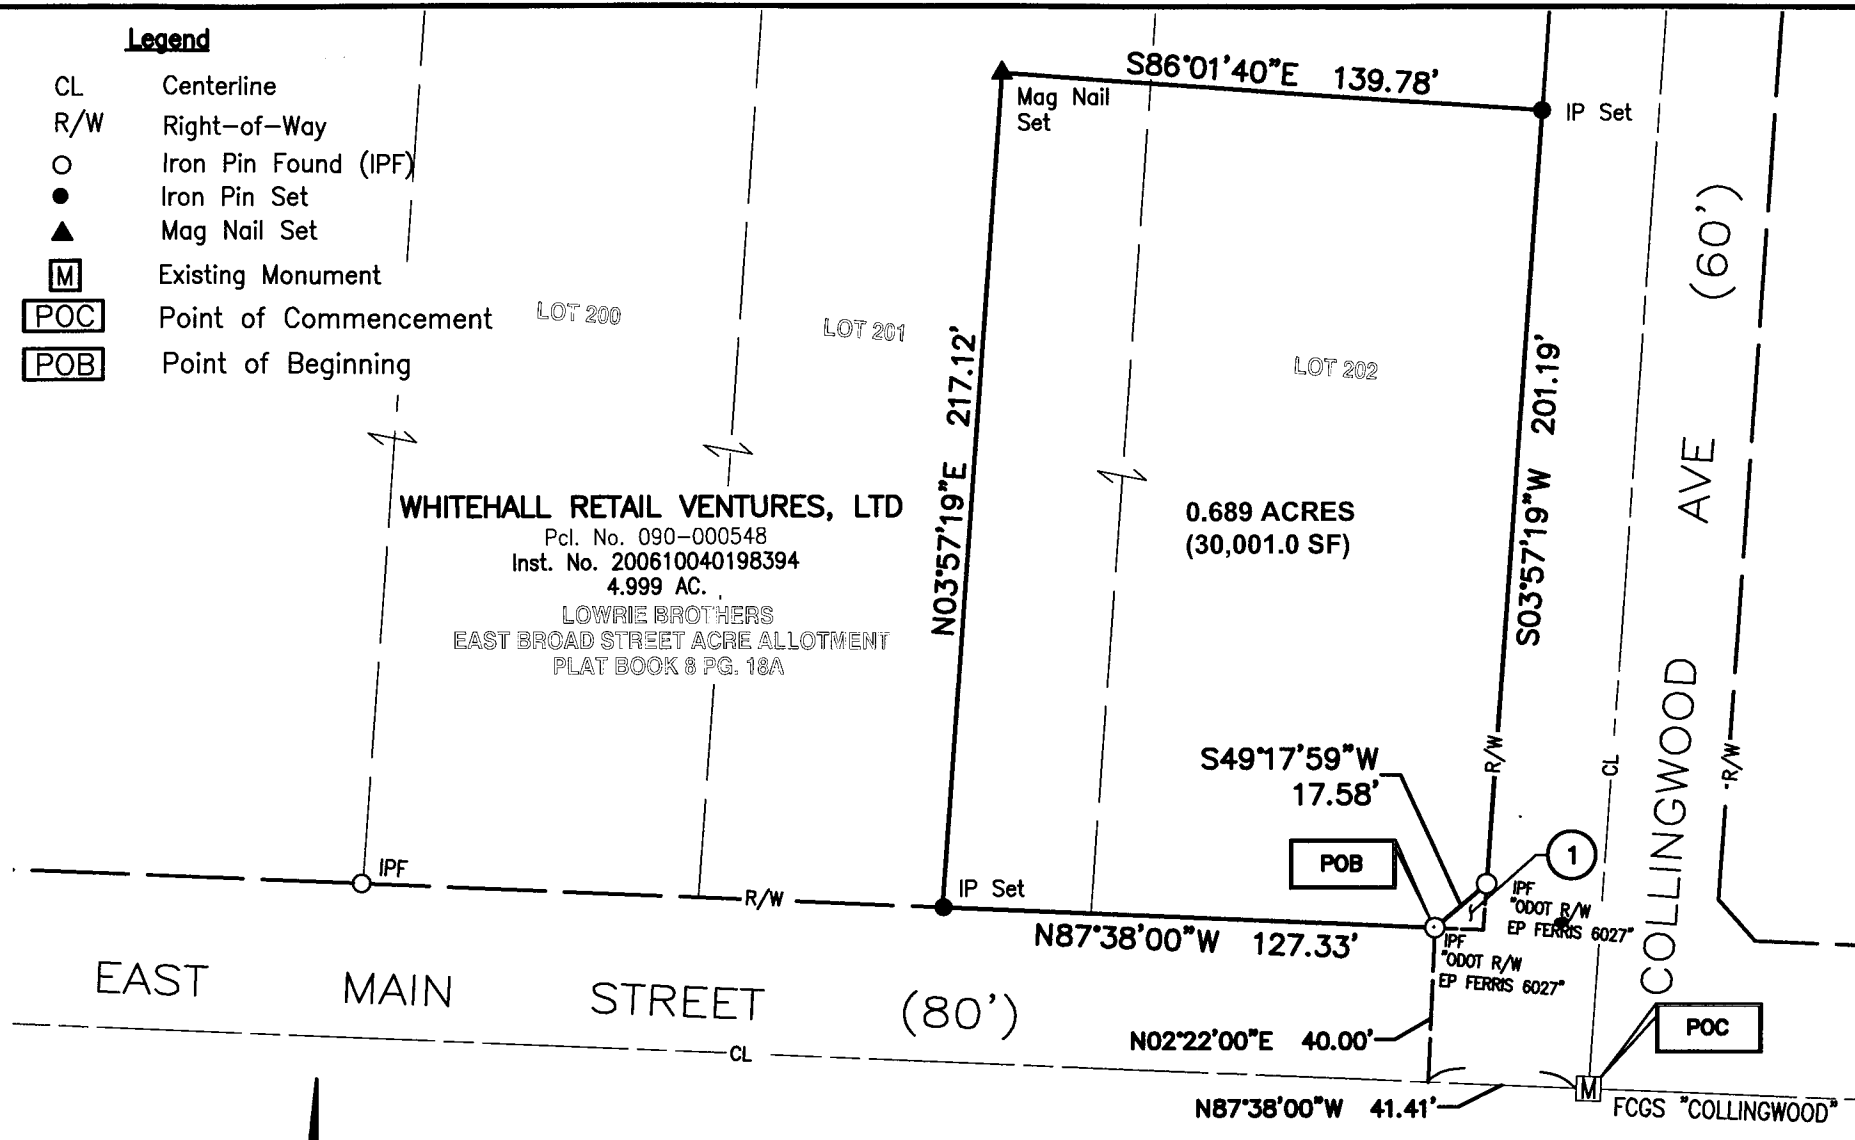 Legend
CL Centerline
R/W Right-of-Way
Iron Pin Found (IPF)
Iron Pin Set
Mag Nail Set
M Existing Monument
POC Point of Commencement
POB Point of Beginning
S86°01'40"E 139.78'
Mag Nail
Set
IP Set
LOT 200
LOT 201
LOT 202
N03°57'19"E 217.12'
S03°57'19"W 201.19'
WHITEHALL RETAIL VENTURES, LTD
Pcl. No. 090-000548
Inst. No. 200610040198394
4.999 AC.
LOWRIE BROTHERS
EAST BROAD STREET ACRE ALLOTMENT
PLAT BOOK 8 PG. 18A
0.689 ACRES
(30,001.0 SF)
COLLINGWOOD AVE (60')
R/W
CL
R/W
S49°17'59"W
17.58'
POB
1
IPF
"ODOT R/W
EP FERRIS 6027"
IPF
"ODOT R/W
EP FERRIS 6027"
IPF
R/W
IP Set
N87°38'00"W 127.33'
EAST MAIN STREET (80')
CL
N02°22'00"E 40.00'
POC
N87°38'00"W 41.41'
M
FCGS "COLLINGWOOD"